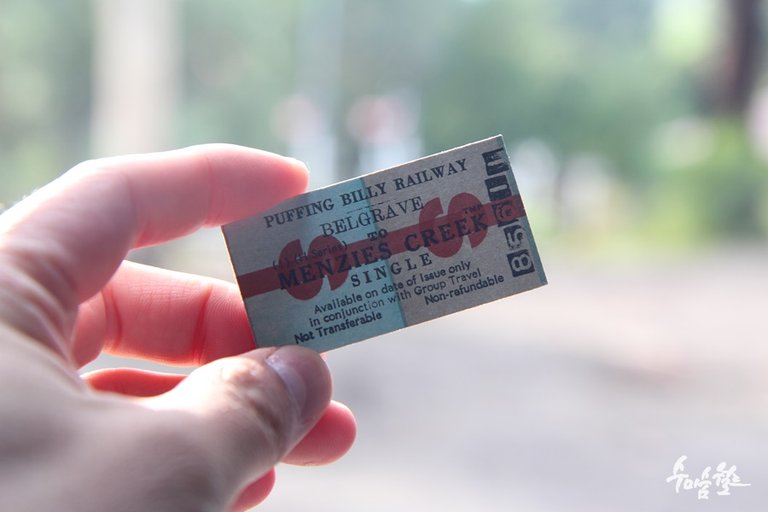 PUFFING BILLY RAILWAY
BELGRAVE
TO
MENZIES CREEK
SINGLE
Available on date of issue only
in conjunction with Group Travel
Not Transferable Non-refundable